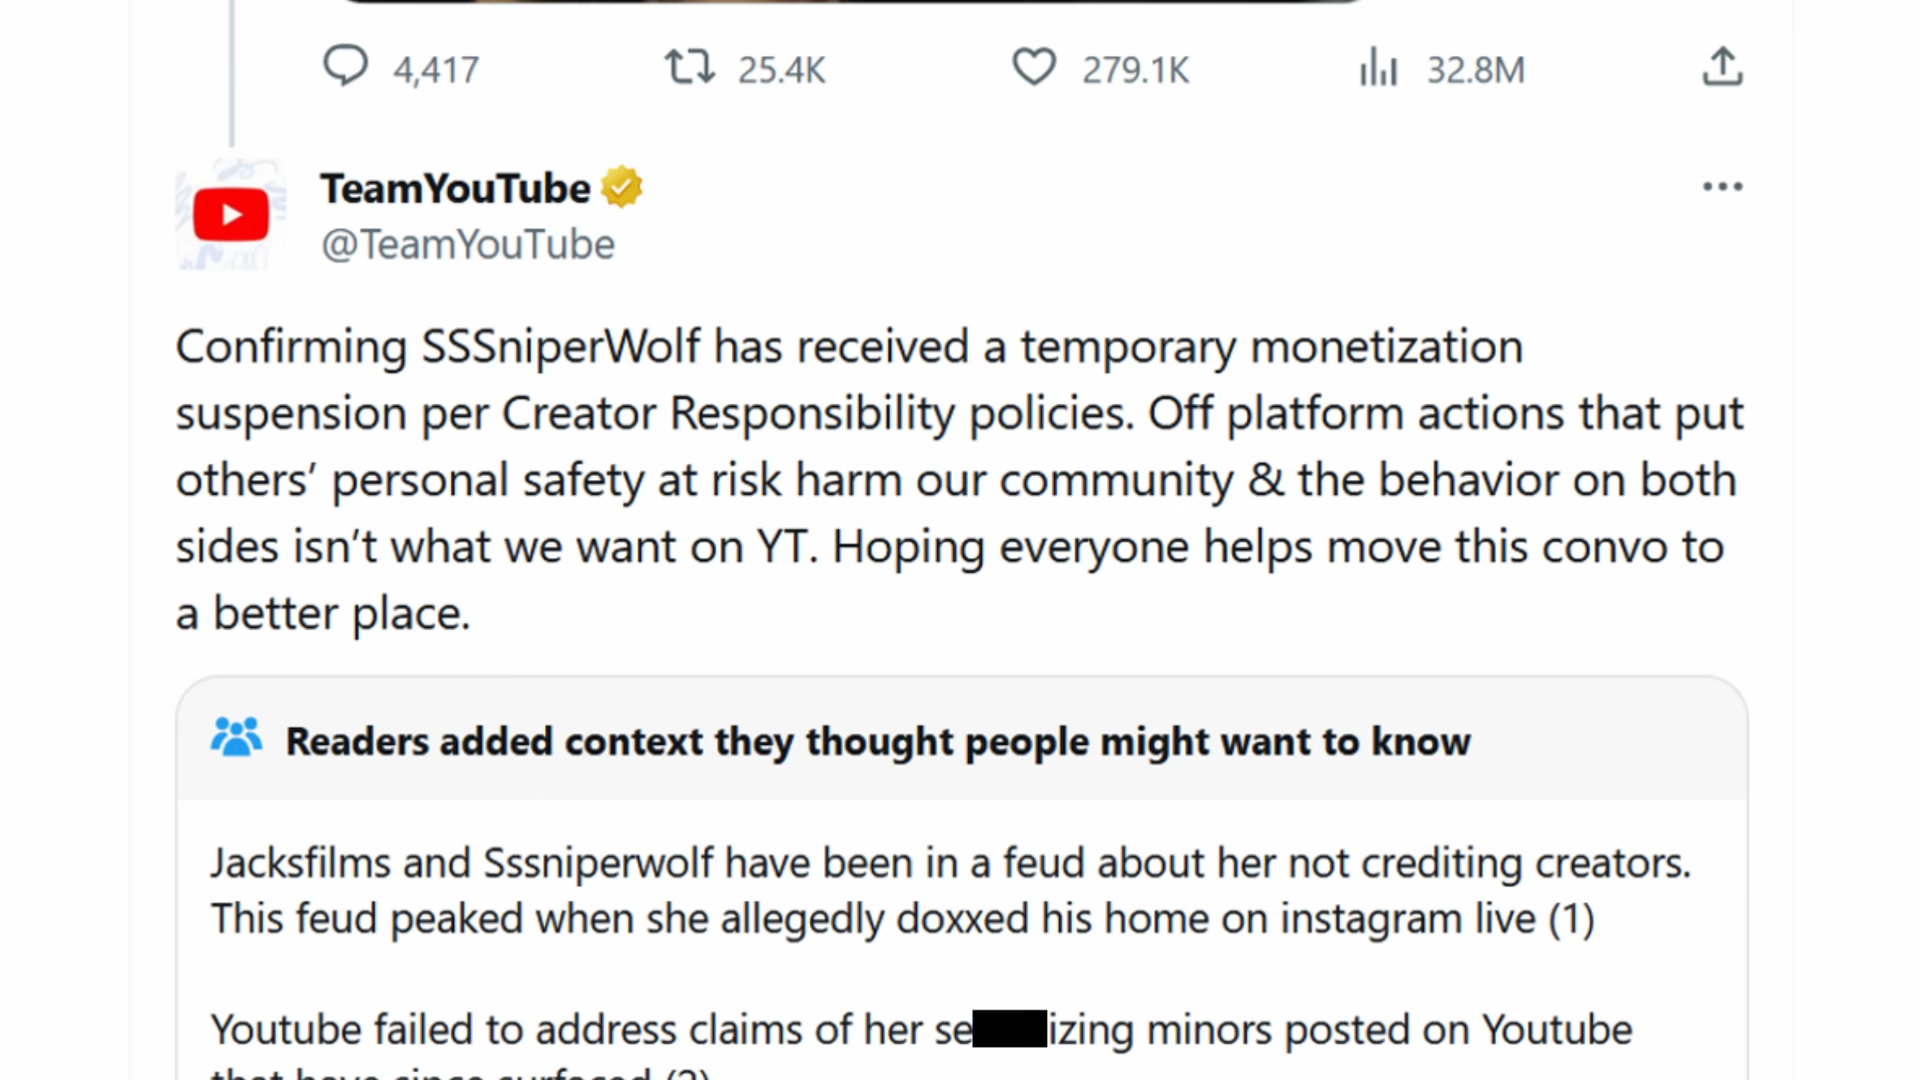 4,417 25.4K 279.1K 32.8M
TeamYouTube
@TeamYouTube
Confirming SSSniperWolf has received a temporary monetization
suspension per Creator Responsibility policies. Off platform actions that put
others’ personal safety at risk harm our community & the behavior on both
sides isn’t what we want on YT. Hoping everyone helps move this convo to
a better place.
Readers added context they thought people might want to know
Jacksfilms and Sssniperwolf have been in a feud about her not crediting creators.
This feud peaked when she allegedly doxxed his home on instagram live (1)
Youtube failed to address claims of her se izing minors posted on Youtube
that have since surfaced (2)